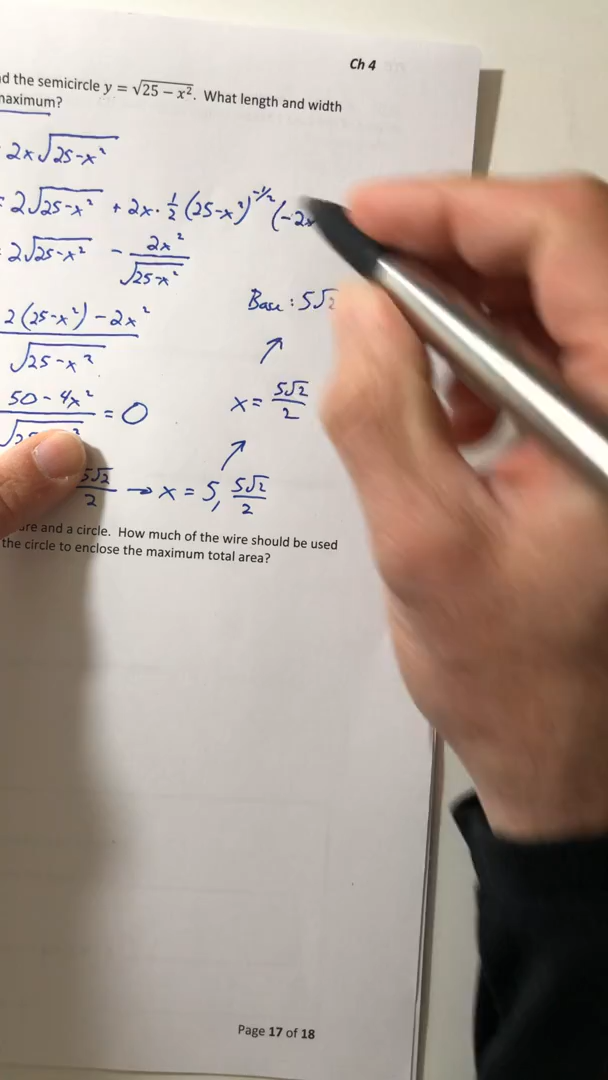 Ch 4
d the semicircle y = √(25 − x²). What length and width
maximum?
2x√(25-x²)
= 2√(25-x²) + 2x · ½ (25-x²)^(-1/2) (-2x
2√(25-x²) - 2x²/√(25-x²)
Base : 5√2
2(25-x²) - 2x² / √(25-x²)
x = 5√2/2
50 - 4x² / = 0
5√2/2 → x = 5, 5√2/2
are and a circle. How much of the wire should be used
the circle to enclose the maximum total area?
Page 17 of 18